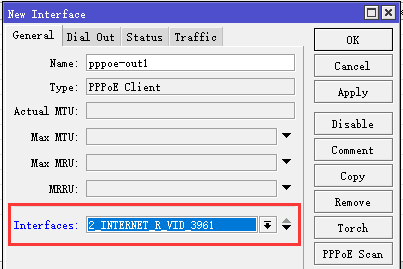 New Interface
General Dial Out Status Traffic
Name: pppoe-out1
Type: PPPoE Client
Actual MTU:
Max MTU:
Max MRU:
MRRU:
Interfaces: 2_INTERNET_R_VID_3961
OK
Cancel
Apply
Disable
Comment
Copy
Remove
Torch
PPPoE Scan